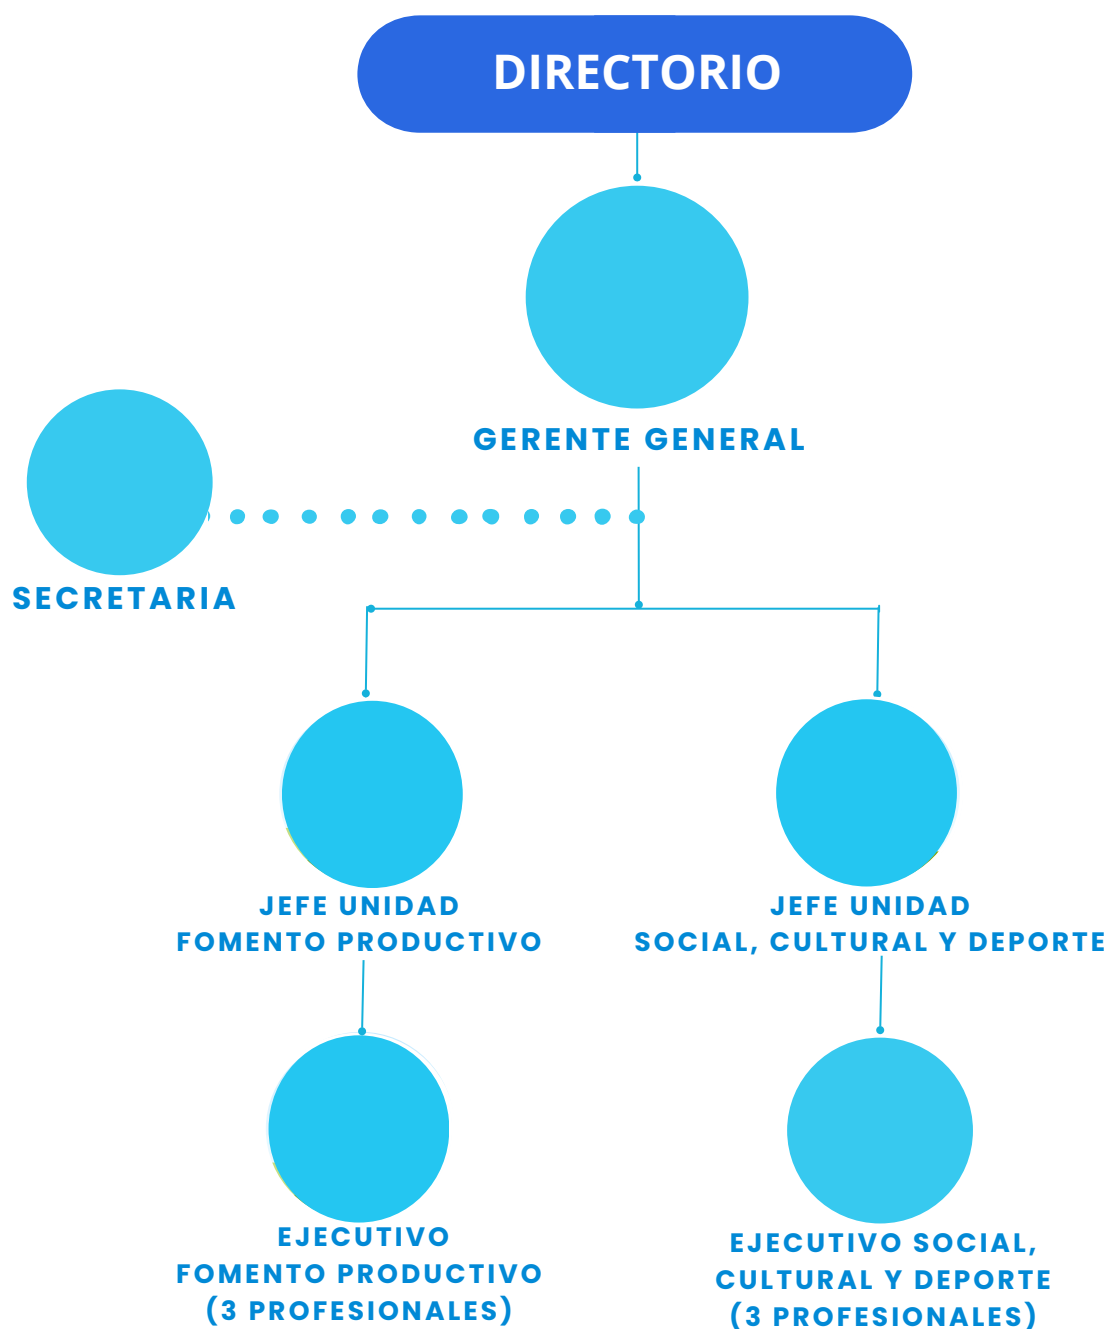 DIRECTORIO
GERENTE GENERAL
SECRETARIA
JEFE UNIDAD
FOMENTO PRODUCTIVO
JEFE UNIDAD
SOCIAL, CULTURAL Y DEPORTE
EJECUTIVO
FOMENTO PRODUCTIVO
(3 PROFESIONALES)
EJECUTIVO SOCIAL,
CULTURAL Y DEPORTE
(3 PROFESIONALES)